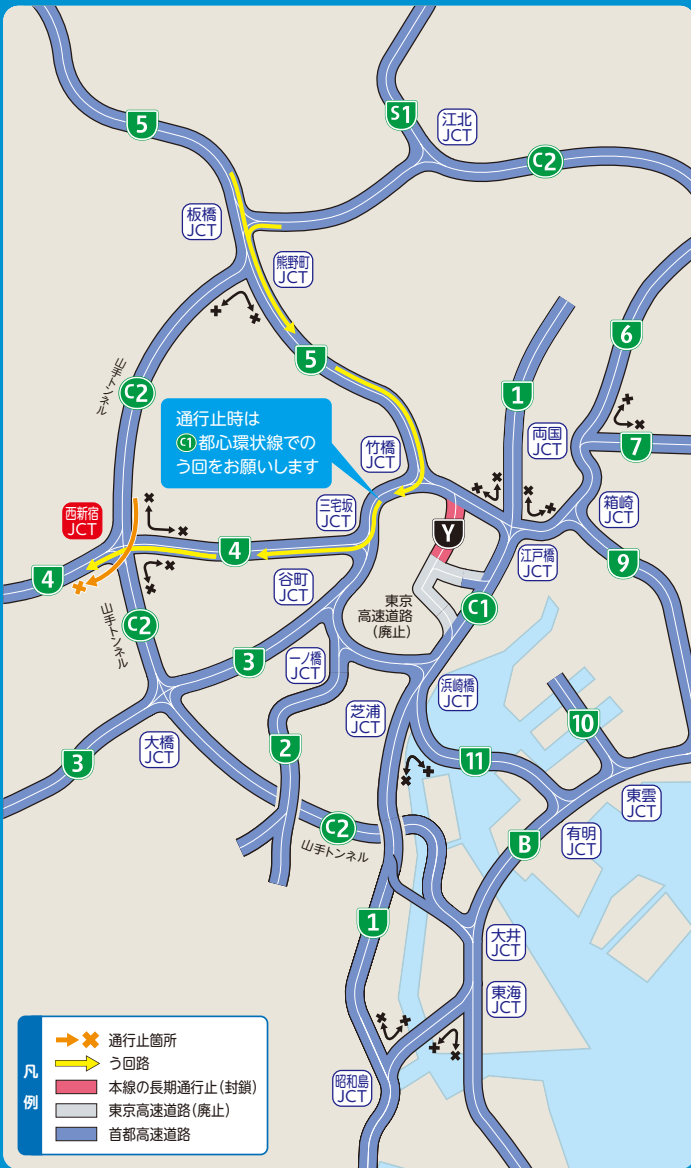 5
S1
江北
JCT
C2
板橋
JCT
熊野町
JCT
5
6
山手トンネル
C2
1
通行止時は
C1都心環状線での
う回をお願いします
竹橋
JCT
両国
JCT
7
箱崎
JCT
西新宿
JCT
三宅坂
JCT
Y
4
4
谷町
JCT
江戸橋
JCT
9
東京
高速道路
(廃止)
C1
山手トンネル
C2
3
一ノ橋
JCT
浜崎橋
JCT
芝浦
JCT
10
大橋
JCT
2
11
3
東雲
JCT
C2
山手トンネル
有明
JCT
B
1
大井
JCT
東海
JCT
昭和島
JCT
凡例
通行止箇所
う回路
本線の長期通行止(封鎖)
東京高速道路(廃止)
首都高速道路